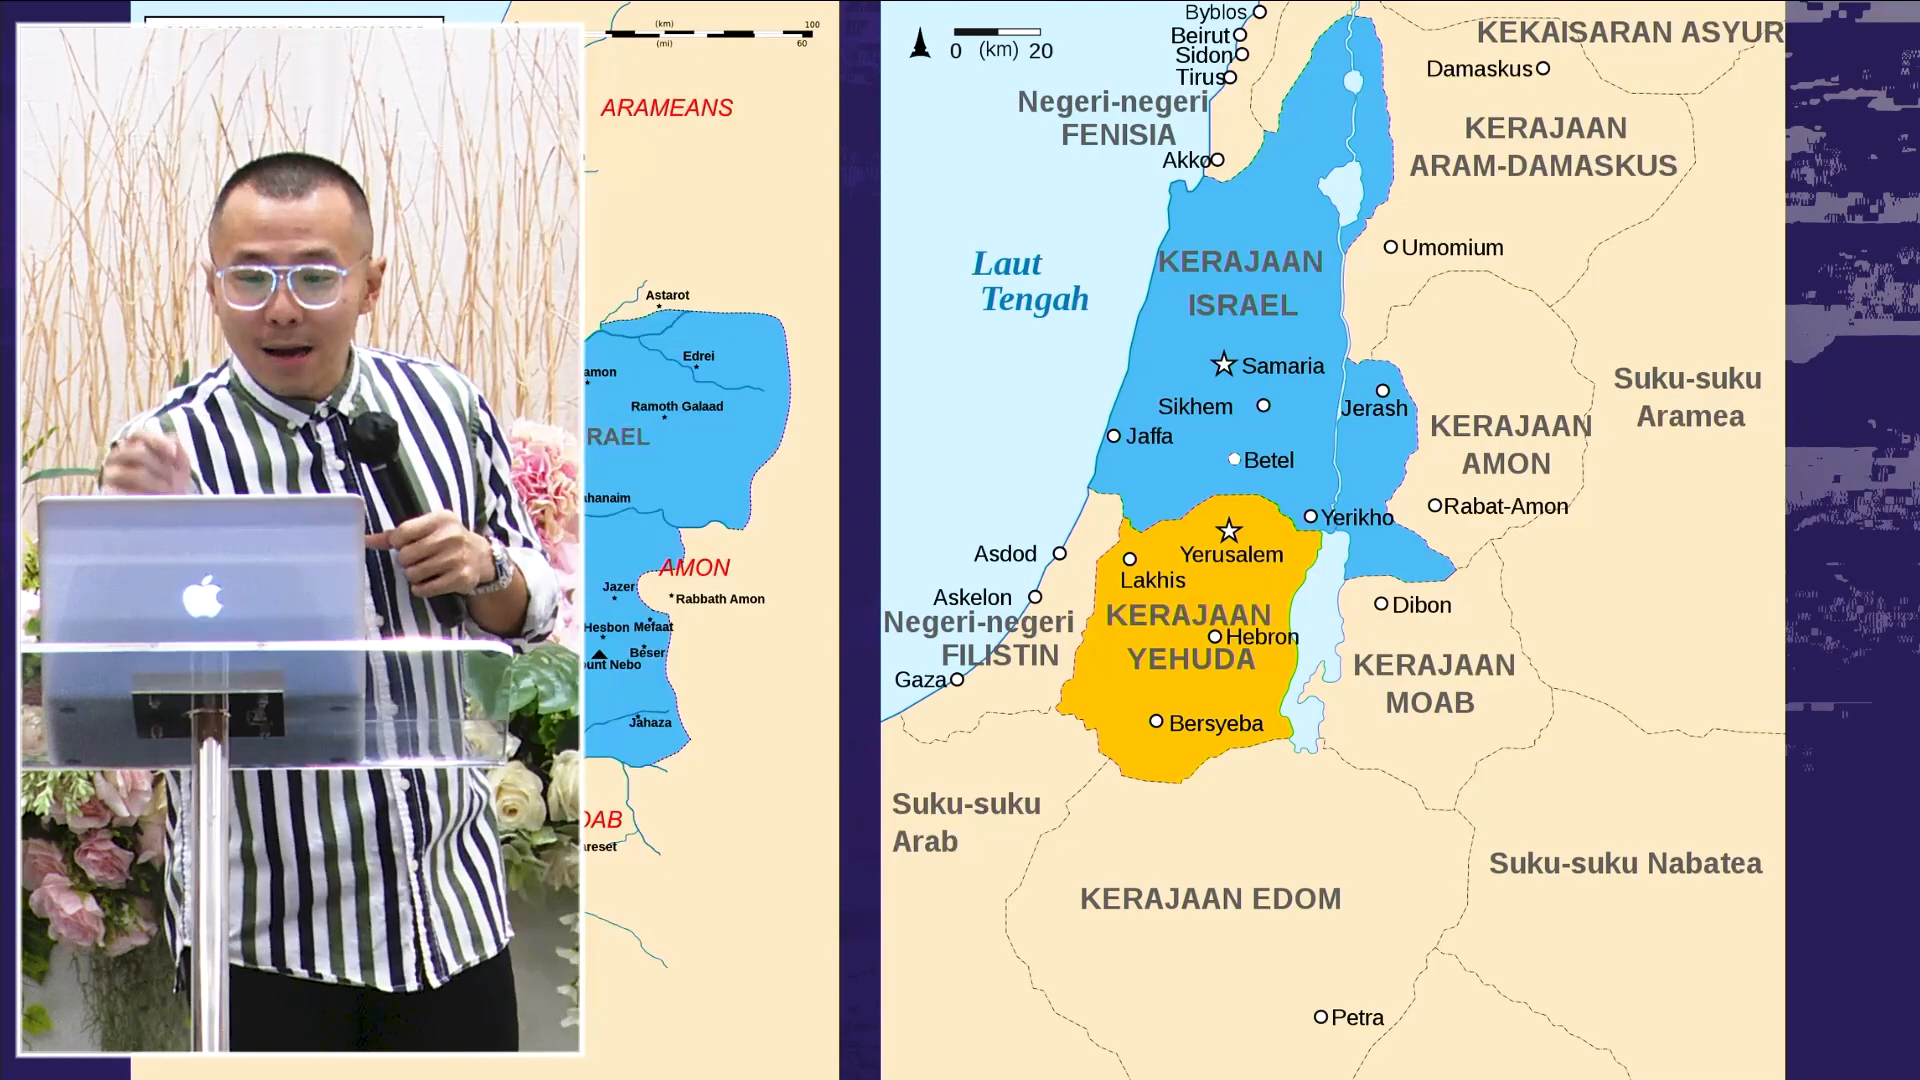 (km)
100
(mi)
60
ARAMEANS
Astarot
Edrei
amon
Ramoth Galaad
RAEL
ahanaim
AMON
Jazer
Rabbath Amon
Hesbon
Mefaat
Beser
ount Nebo
Jahaza
OAB
areset
0 (km) 20
Byblos
Beirut
Sidon
Tirus
Negeri-negeri
FENISIA
Akko
KEKAISARAN ASYUR
Damaskus
KERAJAAN
ARAM-DAMASKUS
Laut
Tengah
KERAJAAN
ISRAEL
Umomium
Samaria
Sikhem
Jerash
Jaffa
Betel
Suku-suku
Aramea
KERAJAAN
AMON
Rabat-Amon
Yerikho
Yerusalem
Asdod
Lakhis
Askelon
Negeri-negeri
FILISTIN
Gaza
KERAJAAN
YEHUDA
Hebron
Bersyeba
Dibon
KERAJAAN
MOAB
Suku-suku
Arab
Suku-suku Nabatea
KERAJAAN EDOM
Petra